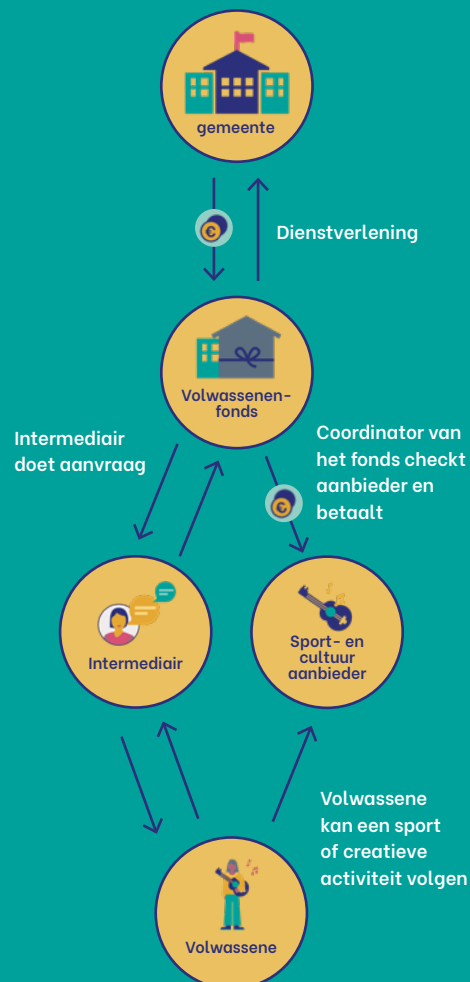 gemeente
€
Dienstverlening
Volwassenen-
fonds
Intermediair
doet aanvraag
Coordinator van
het fonds checkt
aanbieder en
betaalt
€
Intermediair
Sport- en
cultuur
aanbieder
Volwassene
kan een sport
of creatieve
activiteit volgen
Volwassene